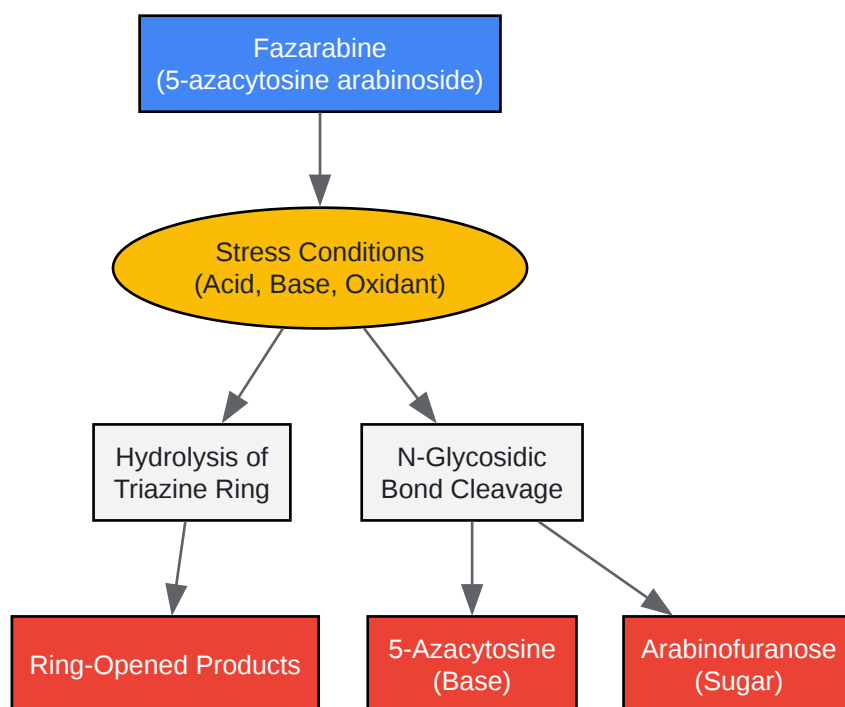 Fazarabine
(5-azacytosine arabinoside)
Stress Conditions
(Acid, Base, Oxidant)
Hydrolysis of
Triazine Ring
N-Glycosidic
Bond Cleavage
Ring-Opened Products
5-Azacytosine
(Base)
Arabinofuranose
(Sugar)